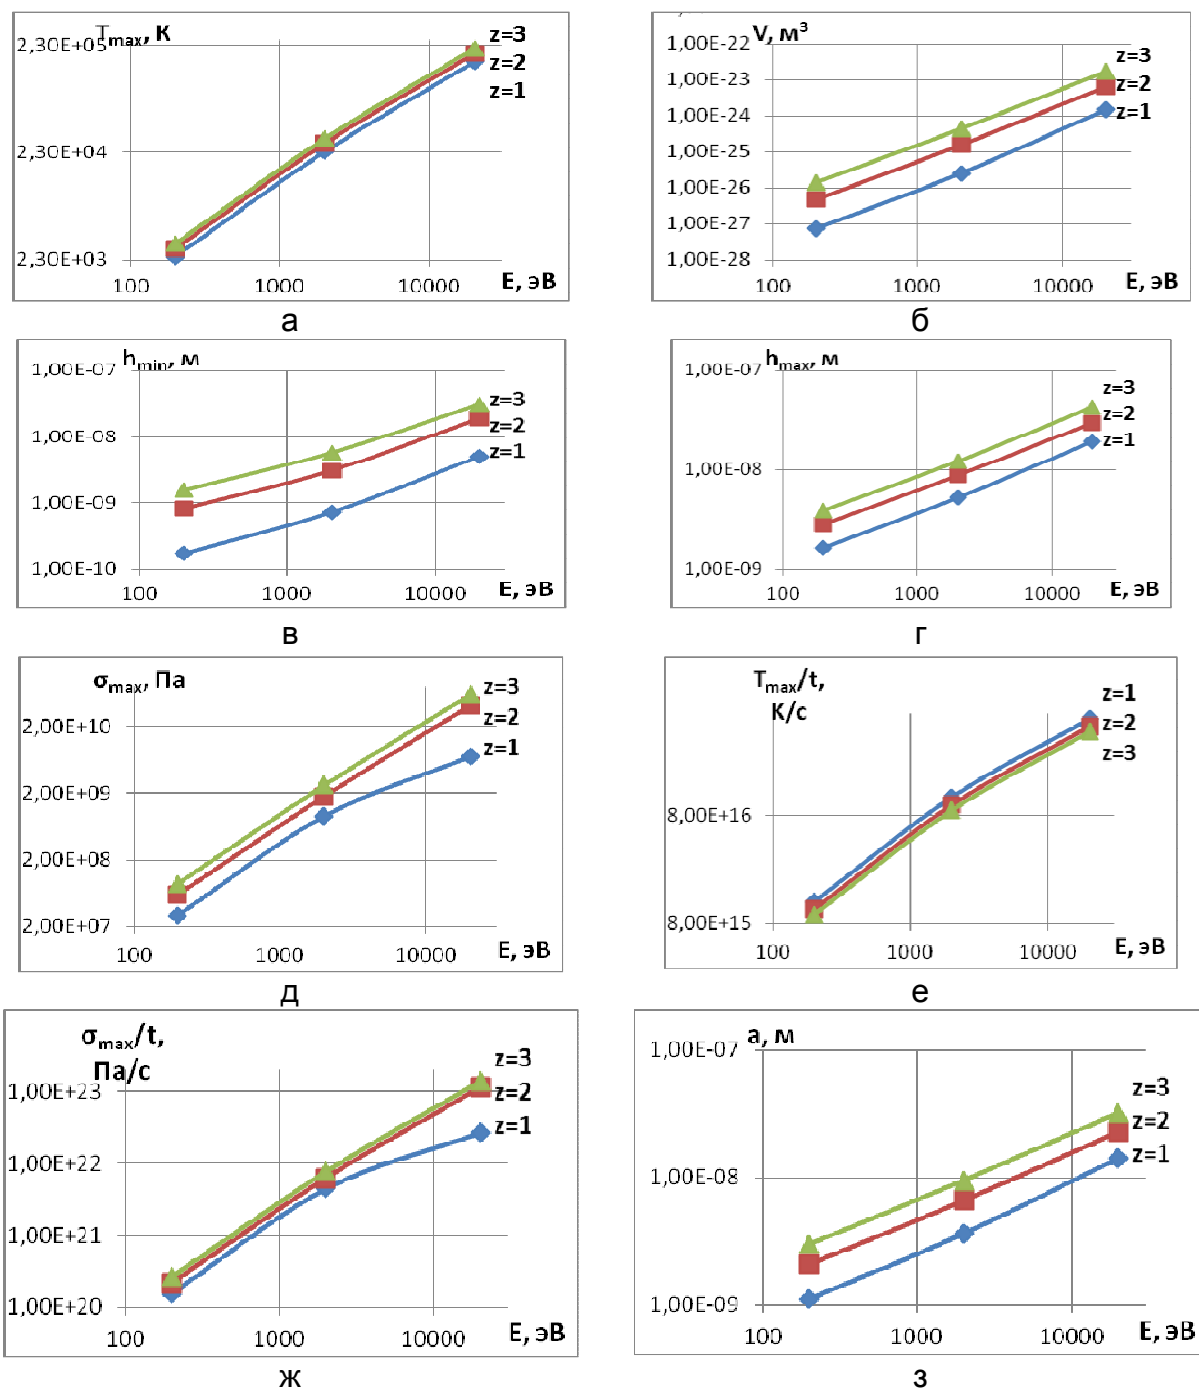 Tmax, К
2,30E+05
2,30E+04
2,30E+03
z=3
z=2
z=1
100 1000 10000 Е, эВ
а
V, м³
1,00E-22
1,00E-23
1,00E-24
1,00E-25
1,00E-26
1,00E-27
1,00E-28
z=3
z=2
z=1
100 1000 10000 Е, эВ
б
hmin, м
1,00E-07
1,00E-08
1,00E-09
1,00E-10
z=3
z=2
z=1
100 1000 10000 Е, эВ
в
hmax, м
1,00E-07
1,00E-08
1,00E-09
z=3
z=2
z=1
100 1000 10000 Е, эВ
г
σmax, Па
2,00E+10
2,00E+09
2,00E+08
2,00E+07
z=3
z=2
z=1
100 1000 10000 Е, эВ
д
Tmax/t,
К/с
8,00E+16
8,00E+15
z=1
z=2
z=3
100 1000 10000 Е, эВ
е
σmax/t,
Па/с
1,00E+23
1,00E+22
1,00E+21
1,00E+20
z=3
z=2
z=1
100 1000 10000 Е, эВ
ж
а, м
1,00E-07
1,00E-08
1,00E-09
z=3
z=2
z=1
100 1000 10000 Е, эВ
з